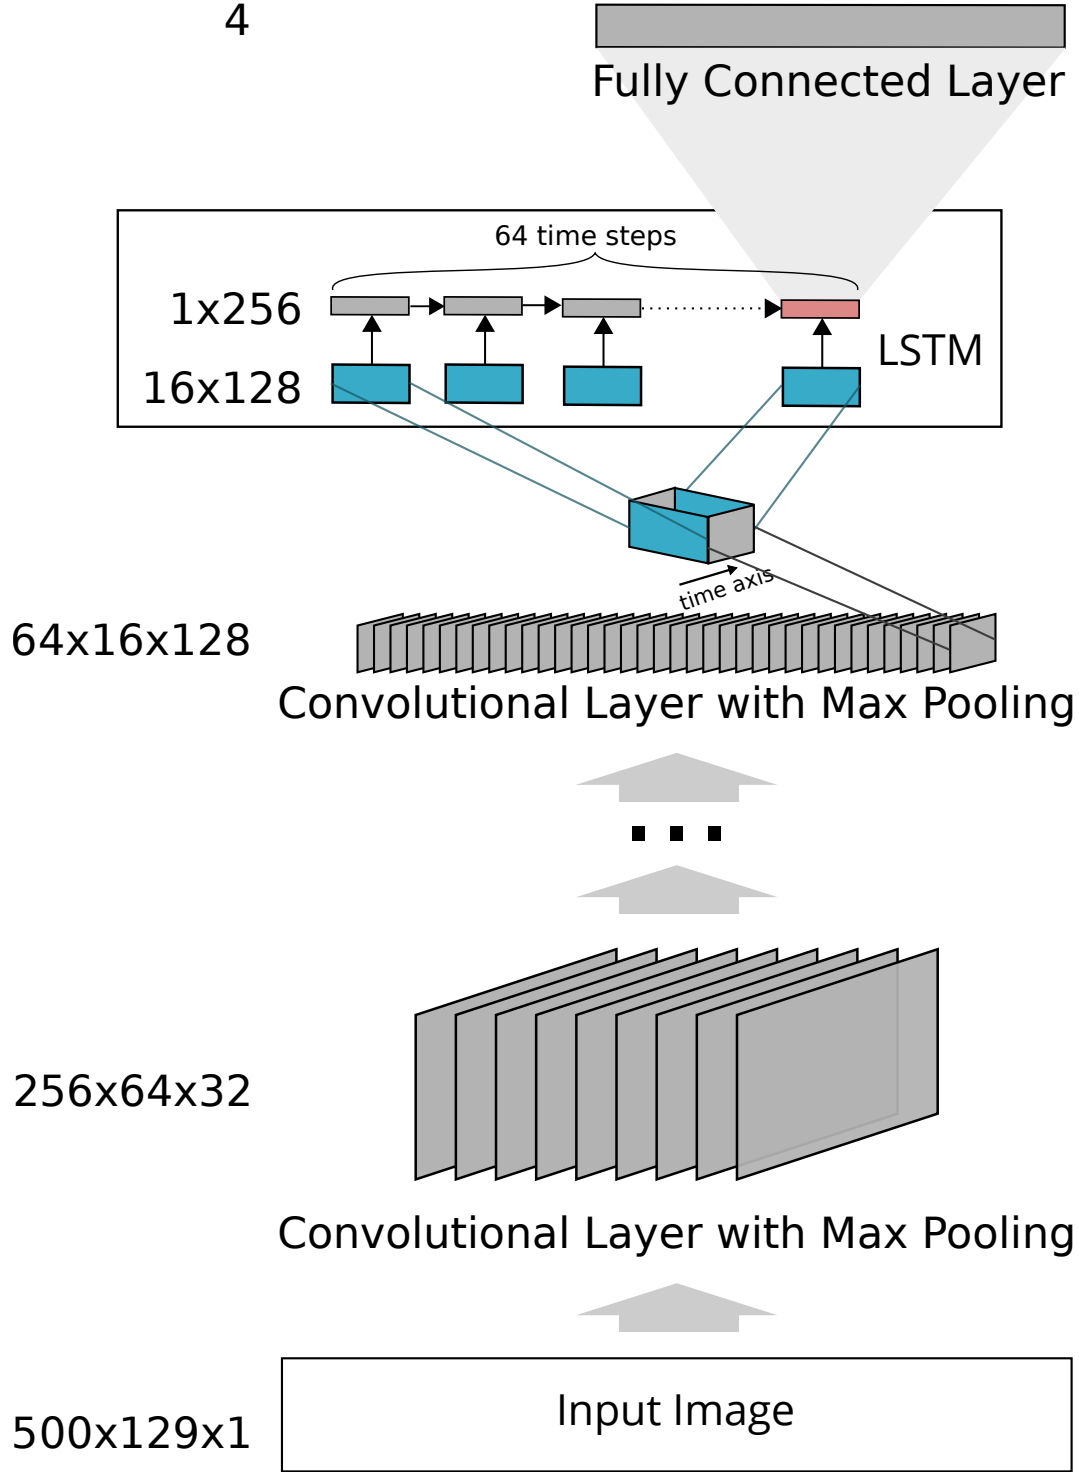 4
Fully Connected Layer
64 time steps
1x256
LSTM
16x128
time axis
64x16x128
Convolutional Layer with Max Pooling
256x64x32
Convolutional Layer with Max Pooling
Input Image
500x129x1